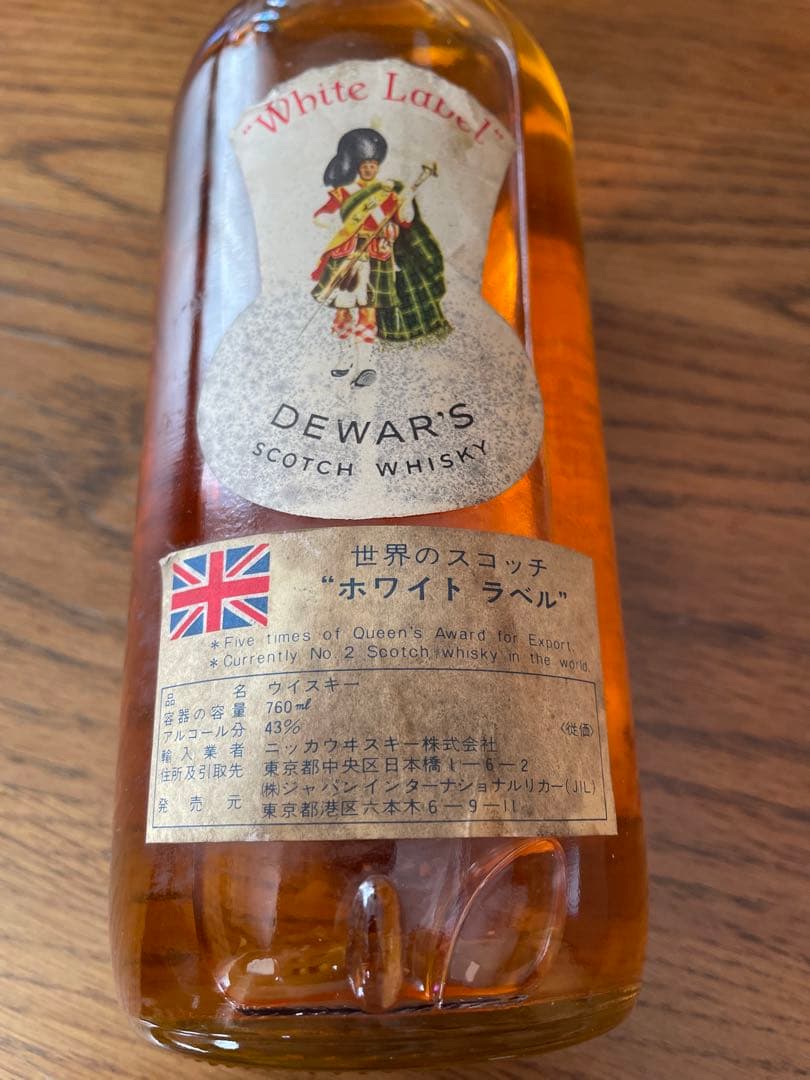 "White Label"
DEWAR'S
SCOTCH WHISKY
世界のスコッチ
"ホワイト ラベル"
*Five times of Queen's Award for Export.
*Currently No.2 Scotch whisky in the world.
品名 ウイスキー
容器の容量 760ml
アルコール分 43% 〈従価〉
輸入業者 ニッカウヰスキー株式会社
住所及引取先 東京都中央区日本橋1-6-2
(株)ジャパンインターナショナルリカー(JIL)
発売元 東京都港区六本木6-9-11